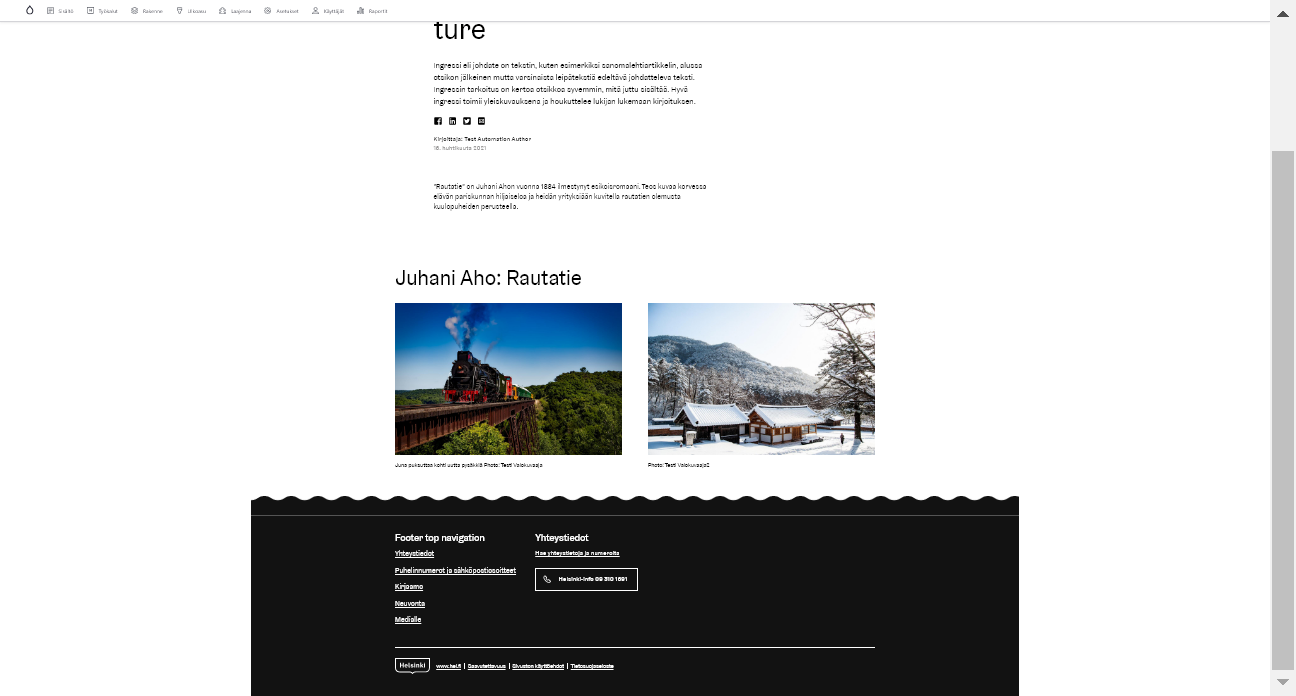 Sisältö Työkalut Rakenne Ulkoasu Laajenna Asetukset Käyttäjät Raportit
ture
Ingressi eli johdate on tekstin, kuten esimerkiksi sanomalehtiartikkelin, alussa
otsikon jälkeinen mutta varsinaista leipätekstiä edeltävä johdatteleva teksti.
Ingressin tarkoitus on kertoa otsikkoa syvemmin, mitä juttu sisältää. Hyvä
ingressi toimii yleiskuvauksena ja houkuttelee lukijan lukemaan kirjoituksen.
Kirjoittaja: Test Automation Author
16. huhtikuuta 2021
"Rautatie" on Juhani Ahon vuonna 1884 ilmestynyt esikoisromaani. Teos kuvaa korvessa
elävän pariskunnan hiljaiseloa ja heidän yrityksiään kuvitella rautatien olemusta
kuulopuheiden perusteella.
Juhani Aho: Rautatie
Juna puksuttaa kohti uutta pysäkkiä Photo: Testi Valokuvaaja
Photo: Testi Valokuvaaja2
Footer top navigation
Yhteystiedot
Puhelinnumerot ja sähköpostiosoitteet
Kirjaamo
Neuvonta
Medialle
Yhteystiedot
Hae yhteystietoja ja numeroita
Helsinki-info 09 310 1691
Helsinki www.hel.fi Saavutettavuus Sivuston käyttöehdot Tietosuojaseloste